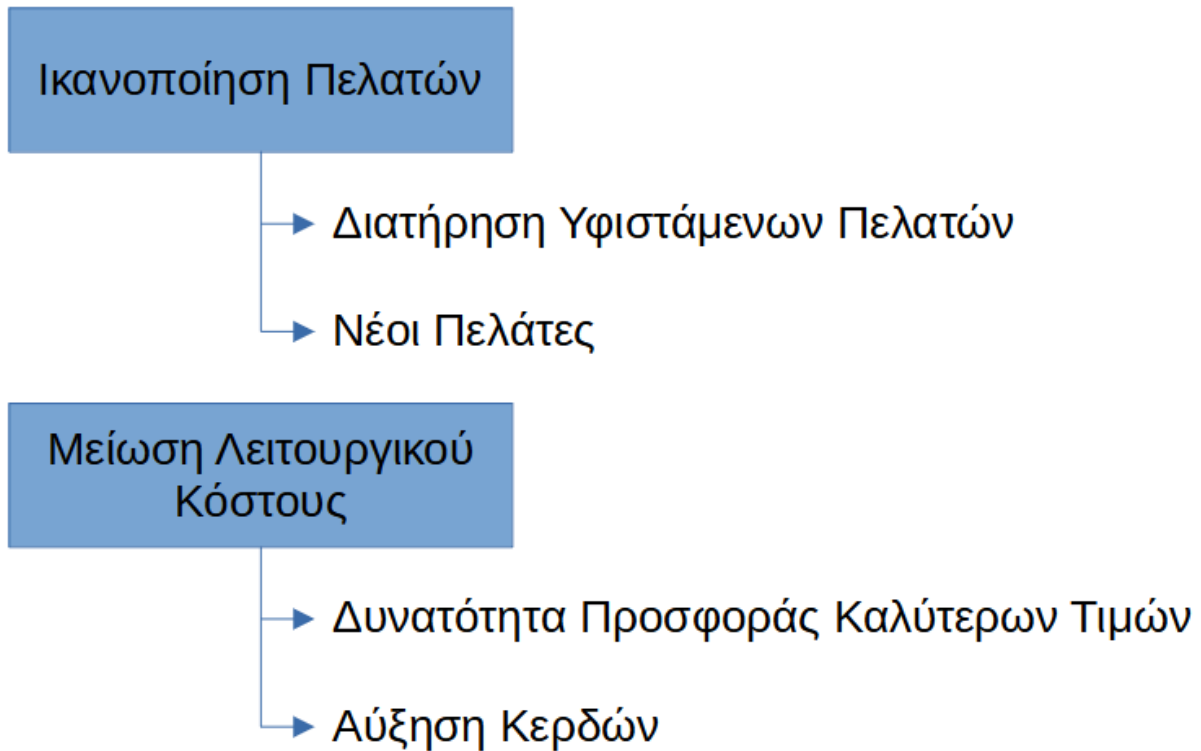 Ικανοποίηση Πελατών
Διατήρηση Υφιστάμενων Πελατών
Νέοι Πελάτες
Μείωση Λειτουργικού
Κόστους
Δυνατότητα Προσφοράς Καλύτερων Τιμών
Αύξηση Κερδών